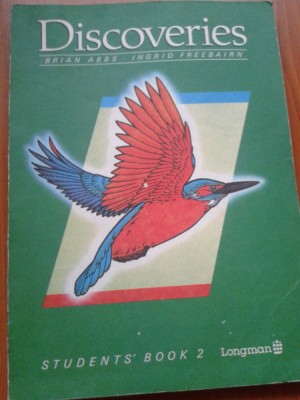 Discoveries
BRIAN ABBS · INGRID FREEBAIRN
STUDENTS' BOOK 2 Longman